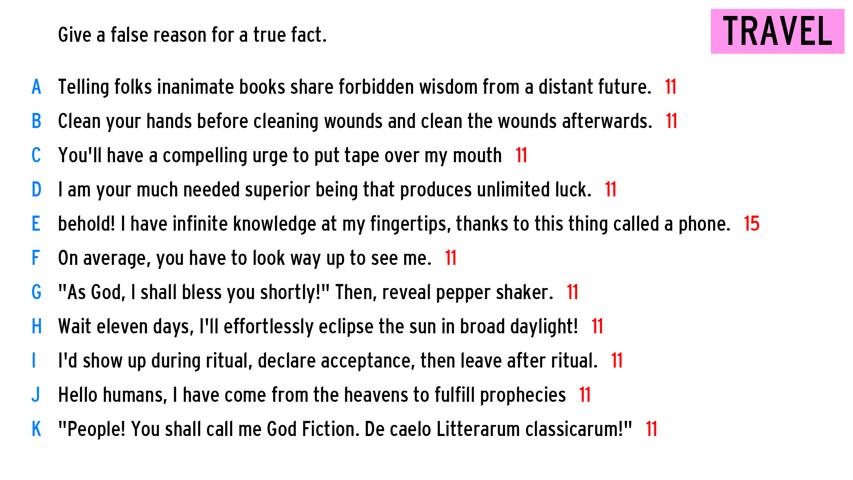 Give a false reason for a true fact.
TRAVEL
A Telling folks inanimate books share forbidden wisdom from a distant future. 11
B Clean your hands before cleaning wounds and clean the wounds afterwards. 11
C You'll have a compelling urge to put tape over my mouth 11
D I am your much needed superior being that produces unlimited luck. 11
E behold! I have infinite knowledge at my fingertips, thanks to this thing called a phone. 15
F On average, you have to look way up to see me. 11
G "As God, I shall bless you shortly!" Then, reveal pepper shaker. 11
H Wait eleven days, I'll effortlessly eclipse the sun in broad daylight! 11
I I'd show up during ritual, declare acceptance, then leave after ritual. 11
J Hello humans, I have come from the heavens to fulfill prophecies 11
K "People! You shall call me God Fiction. De caelo Litterarum classicarum!" 11